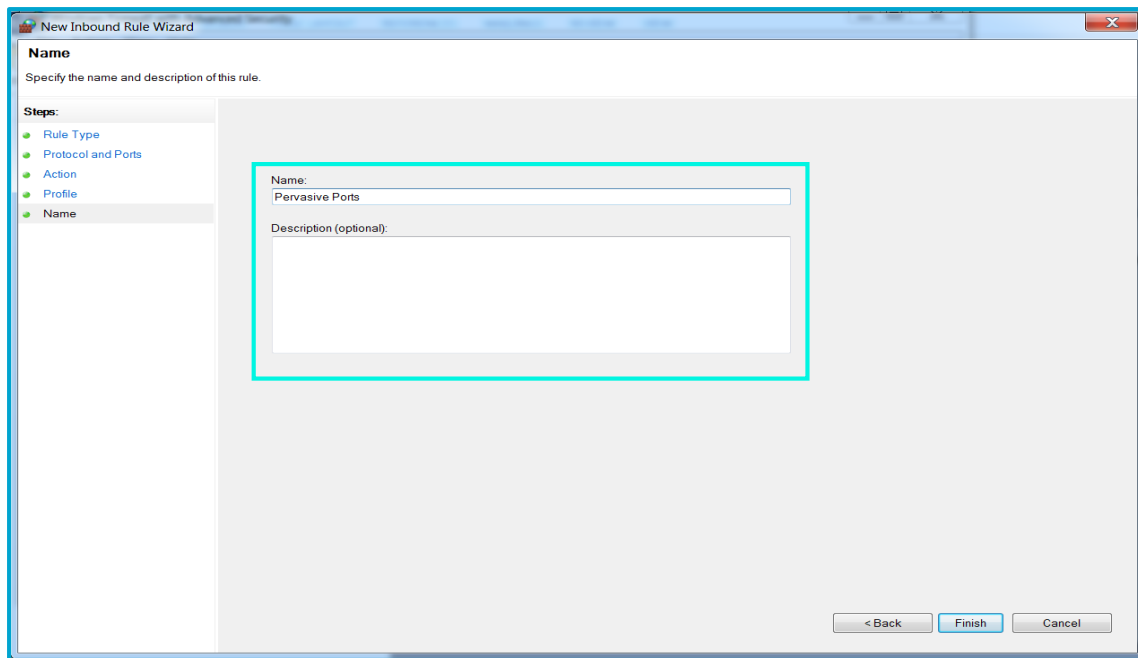 New Inbound Rule Wizard
Name
Specify the name and description of this rule.
Steps:
Rule Type
Protocol and Ports
Action
Profile
Name
Name:
Pervasive Ports
Description (optional):
< Back
Finish
Cancel